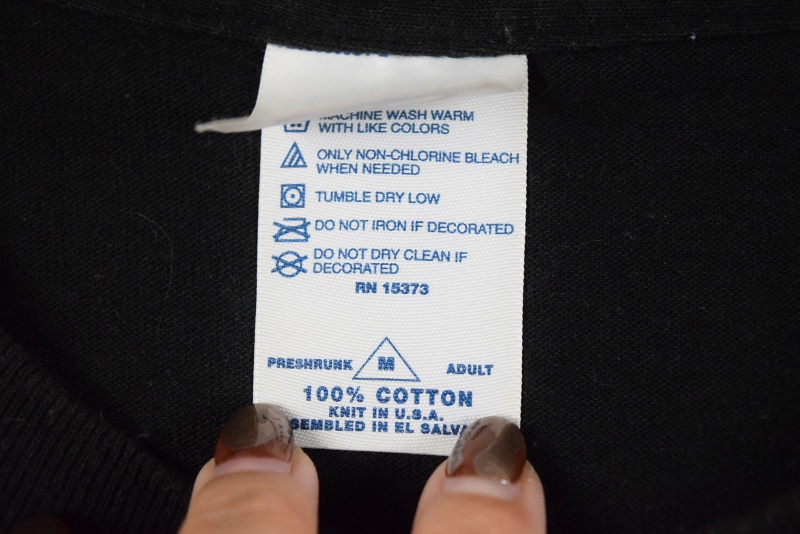 MACHINE WASH WARM
WITH LIKE COLORS
ONLY NON-CHLORINE BLEACH
WHEN NEEDED
TUMBLE DRY LOW
DO NOT IRON IF DECORATED
DO NOT DRY CLEAN IF
DECORATED
RN 15373
PRESHRUNK M ADULT
100% COTTON
KNIT IN U.S.A.
SEMBLED IN EL SALV